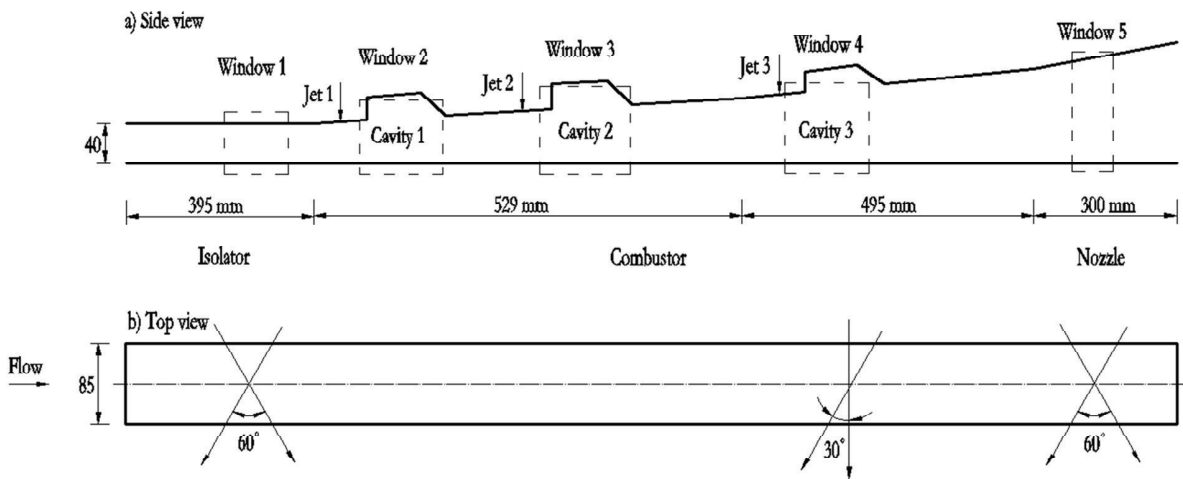 a) Side view
Window 1
Window 2
Window 3
Window 4
Window 5
Jet 1
Jet 2
Jet 3
Cavity 1
Cavity 2
Cavity 3
40
395 mm
529 mm
495 mm
300 mm
Isolator
Combustor
Nozzle
b) Top view
Flow
85
60°
30°
60°